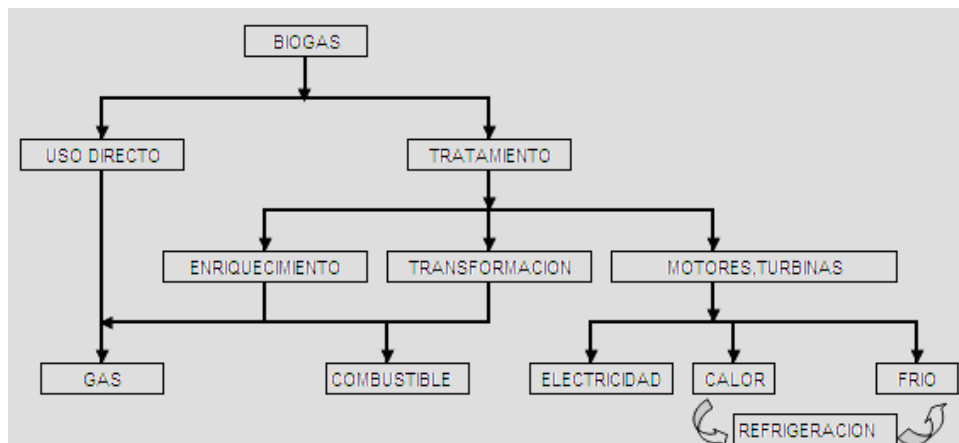 BIOGAS
USO DIRECTO
TRATAMIENTO
ENRIQUECIMIENTO
TRANSFORMACION
MOTORES,TURBINAS
GAS
COMBUSTIBLE
ELECTRICIDAD
CALOR
FRIO
REFRIGERACION